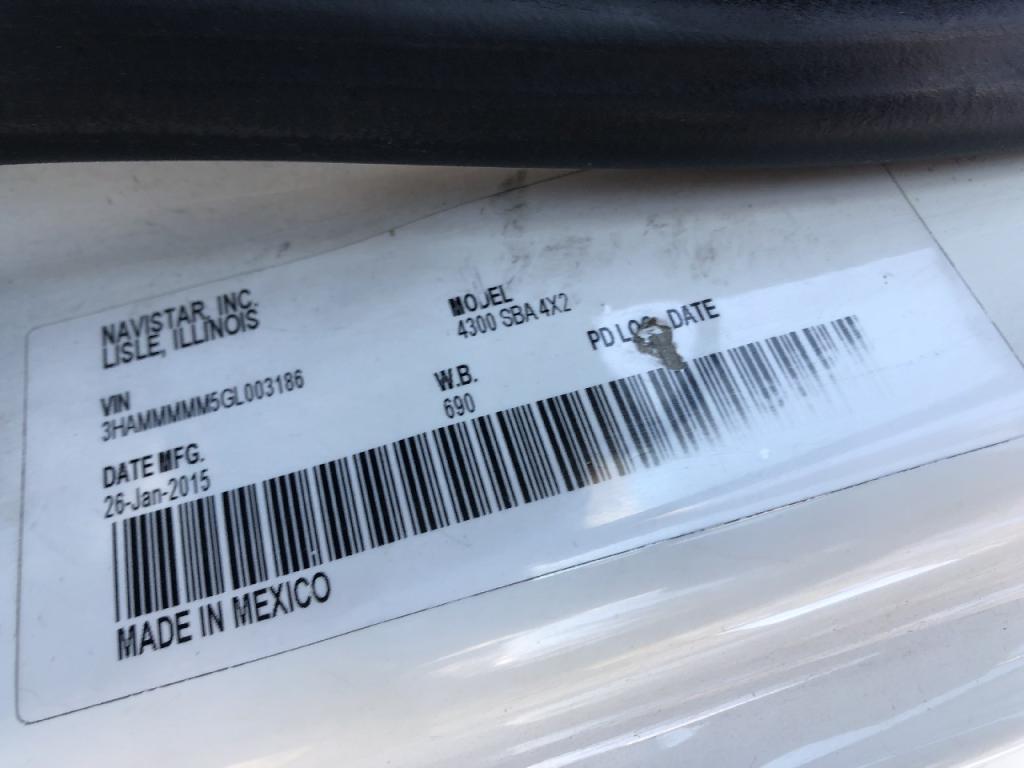 NAVISTAR, INC.
LISLE, ILLINOIS
MODEL
4300 SBA 4X2
VIN
3HAMMMMM5GL003186
W.B.
690
PD LOC. DATE
DATE MFG.
26-Jan-2015
MADE IN MEXICO